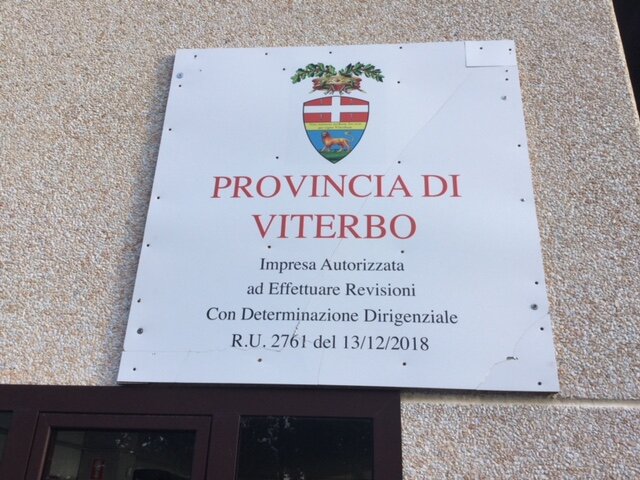 PROVINCIA DI
VITERBO
Impresa Autorizzata
ad Effettuare Revisioni
Con Determinazione Dirigenziale
R.U. 2761 del 13/12/2018